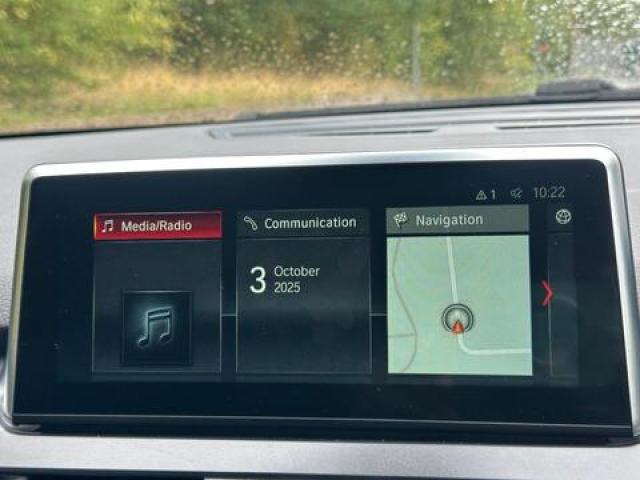 1 10:22
Media/Radio
Communication
Navigation
3 October
2025